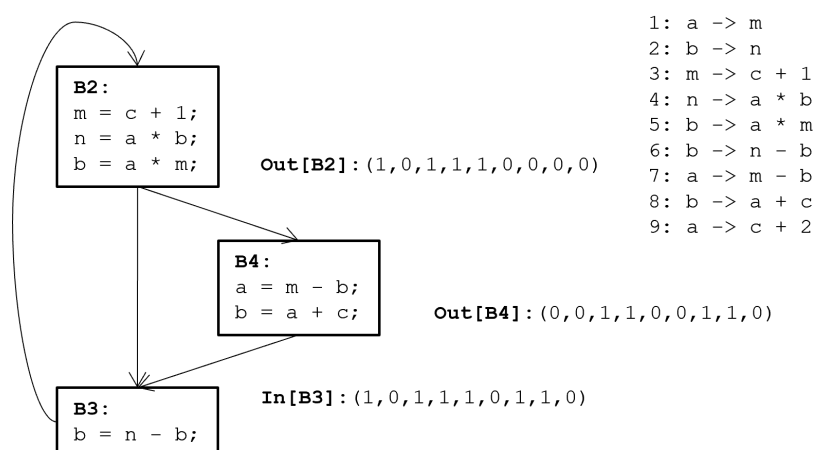 1: a -> m
2: b -> n
3: m -> c + 1
4: n -> a * b
5: b -> a * m
6: b -> n - b
7: a -> m - b
8: b -> a + c
9: a -> c + 2
B2:
m = c + 1;
n = a * b;
b = a * m;
Out[B2]:(1,0,1,1,1,0,0,0,0)
B4:
a = m - b;
b = a + c;
Out[B4]:(0,0,1,1,0,0,1,1,0)
In[B3]:(1,0,1,1,1,0,1,1,0)
B3:
b = n - b;